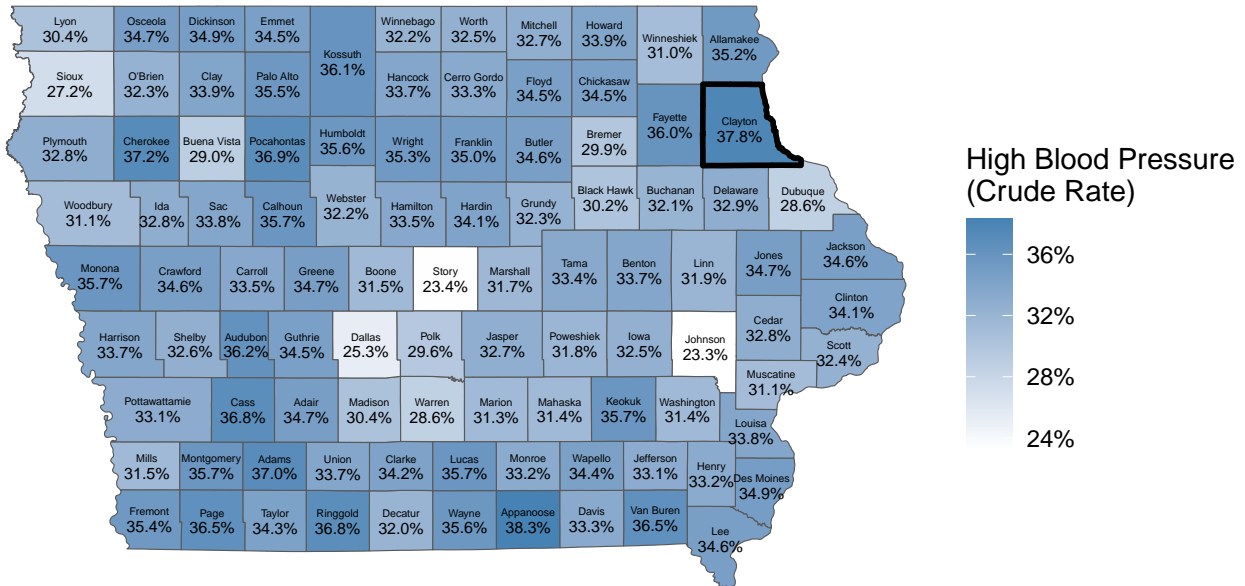 Lyon
30.4%
Osceola
34.7%
Dickinson
34.9%
Emmet
34.5%
Kossuth
36.1%
Winnebago
32.2%
Worth
32.5%
Mitchell
32.7%
Howard
33.9%
Winneshiek
31.0%
Allamakee
35.2%
Sioux
27.2%
O'Brien
32.3%
Clay
33.9%
Palo Alto
35.5%
Hancock
33.7%
Cerro Gordo
33.3%
Floyd
34.5%
Chickasaw
34.5%
Fayette
36.0%
Clayton
37.8%
Plymouth
32.8%
Cherokee
37.2%
Buena Vista
29.0%
Pocahontas
36.9%
Humboldt
35.6%
Wright
35.3%
Franklin
35.0%
Butler
34.6%
Bremer
29.9%
Woodbury
31.1%
Ida
32.8%
Sac
33.8%
Calhoun
35.7%
Webster
32.2%
Hamilton
33.5%
Hardin
34.1%
Grundy
32.3%
Black Hawk
30.2%
Buchanan
32.1%
Delaware
32.9%
Dubuque
28.6%
Monona
35.7%
Crawford
34.6%
Carroll
33.5%
Greene
34.7%
Boone
31.5%
Story
23.4%
Marshall
31.7%
Tama
33.4%
Benton
33.7%
Linn
31.9%
Jones
34.7%
Jackson
34.6%
Clinton
34.1%
Harrison
33.7%
Shelby
32.6%
Audubon
36.2%
Guthrie
34.5%
Dallas
25.3%
Polk
29.6%
Jasper
32.7%
Poweshiek
31.8%
Iowa
32.5%
Johnson
23.3%
Cedar
32.8%
Scott
32.4%
Muscatine
31.1%
Pottawattamie
33.1%
Cass
36.8%
Adair
34.7%
Madison
30.4%
Warren
28.6%
Marion
31.3%
Mahaska
31.4%
Keokuk
35.7%
Washington
31.4%
Louisa
33.8%
Mills
31.5%
Montgomery
35.7%
Adams
37.0%
Union
33.7%
Clarke
34.2%
Lucas
35.7%
Monroe
33.2%
Wapello
34.4%
Jefferson
33.1%
Henry
33.2%
Des Moines
34.9%
Fremont
35.4%
Page
36.5%
Taylor
34.3%
Ringgold
36.8%
Decatur
32.0%
Wayne
35.6%
Appanoose
38.3%
Davis
33.3%
Van Buren
36.5%
Lee
34.6%
High Blood Pressure
(Crude Rate)
36%
32%
28%
24%